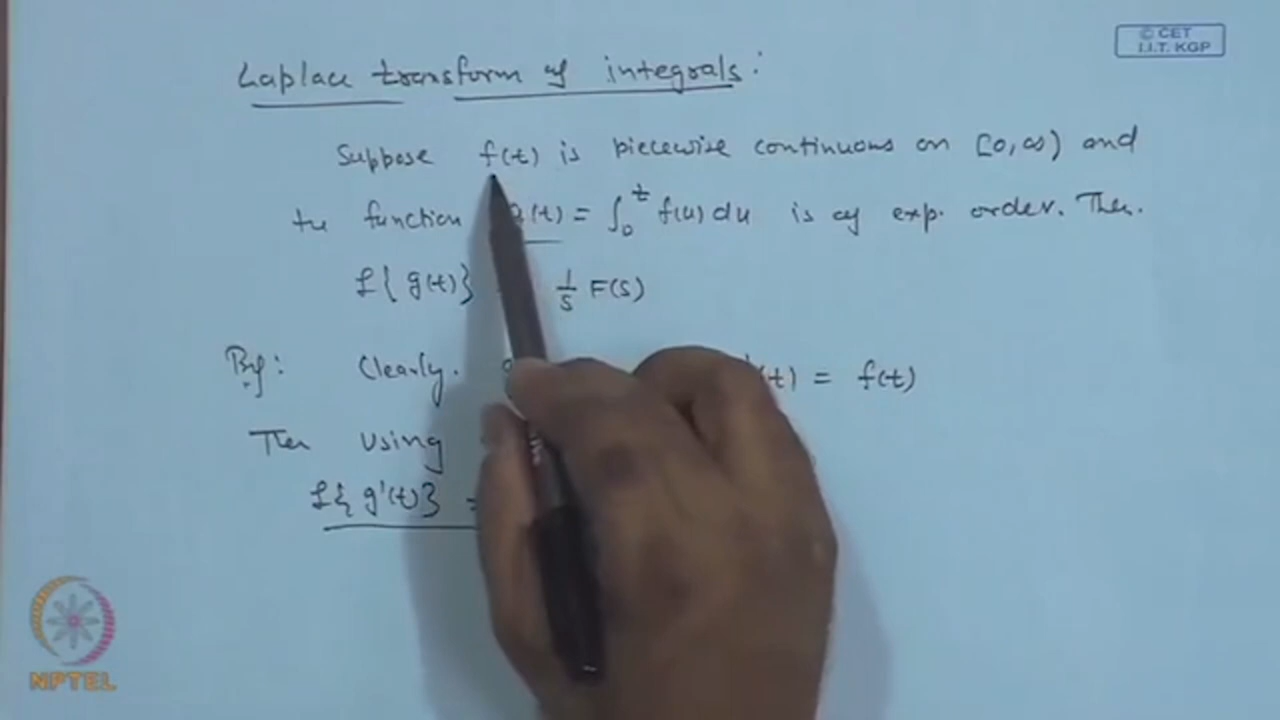 © CET
I.I.T. KGP
Laplace transform of integrals:
Suppose f(t) is piecewise continuous on [0,∞) and
the function g(t) = ∫₀ᵗ f(u) du is of exp. order. Then.
£{ g(t)} 1/s F(s)
Prf: Clearly. (t) = f(t)
Then using
£{ g'(t)} =
NPTEL